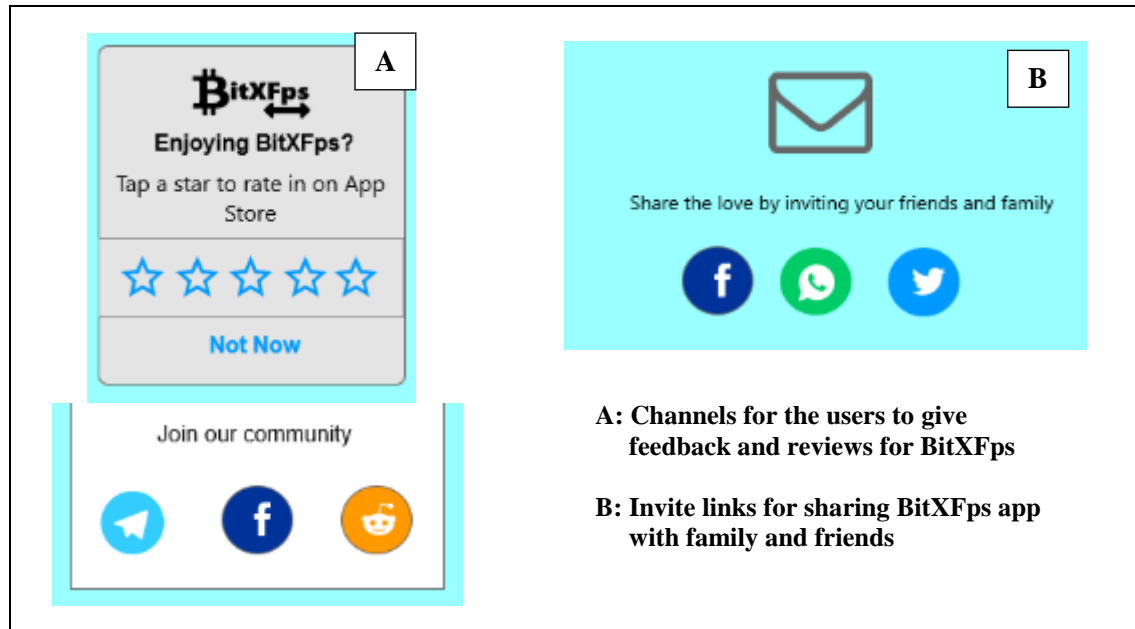 A
BitXFps
Enjoying BitXFps?
Tap a star to rate in on App
Store
Not Now
Join our community
B
Share the love by inviting your friends and family
A: Channels for the users to give
feedback and reviews for BitXFps
B: Invite links for sharing BitXFps app
with family and friends